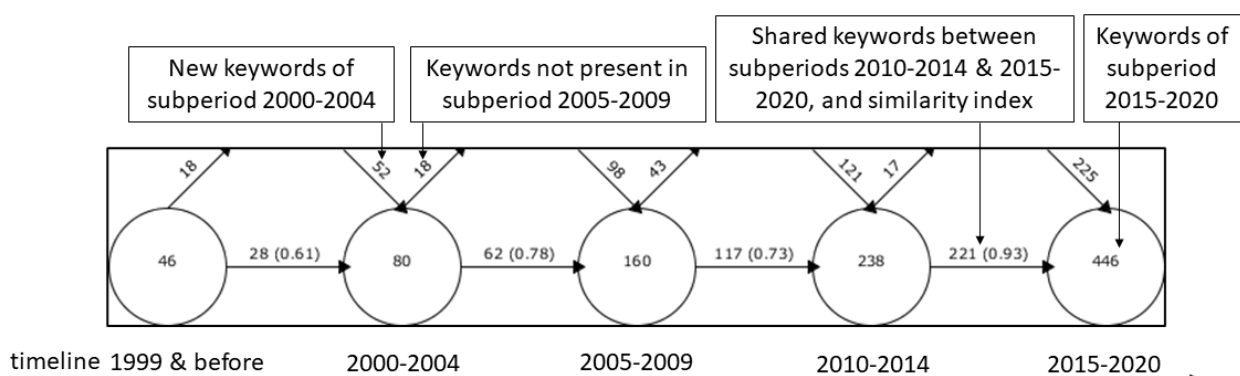 New keywords of
subperiod 2000-2004
Keywords not present in
subperiod 2005-2009
Shared keywords between
subperiods 2010-2014 & 2015-
2020, and similarity index
Keywords of
subperiod
2015-2020
18
52
18
98
43
121
17
225
46
28 (0.61)
80
62 (0.78)
160
117 (0.73)
238
221 (0.93)
446
timeline 1999 & before 2000-2004 2005-2009 2010-2014 2015-2020